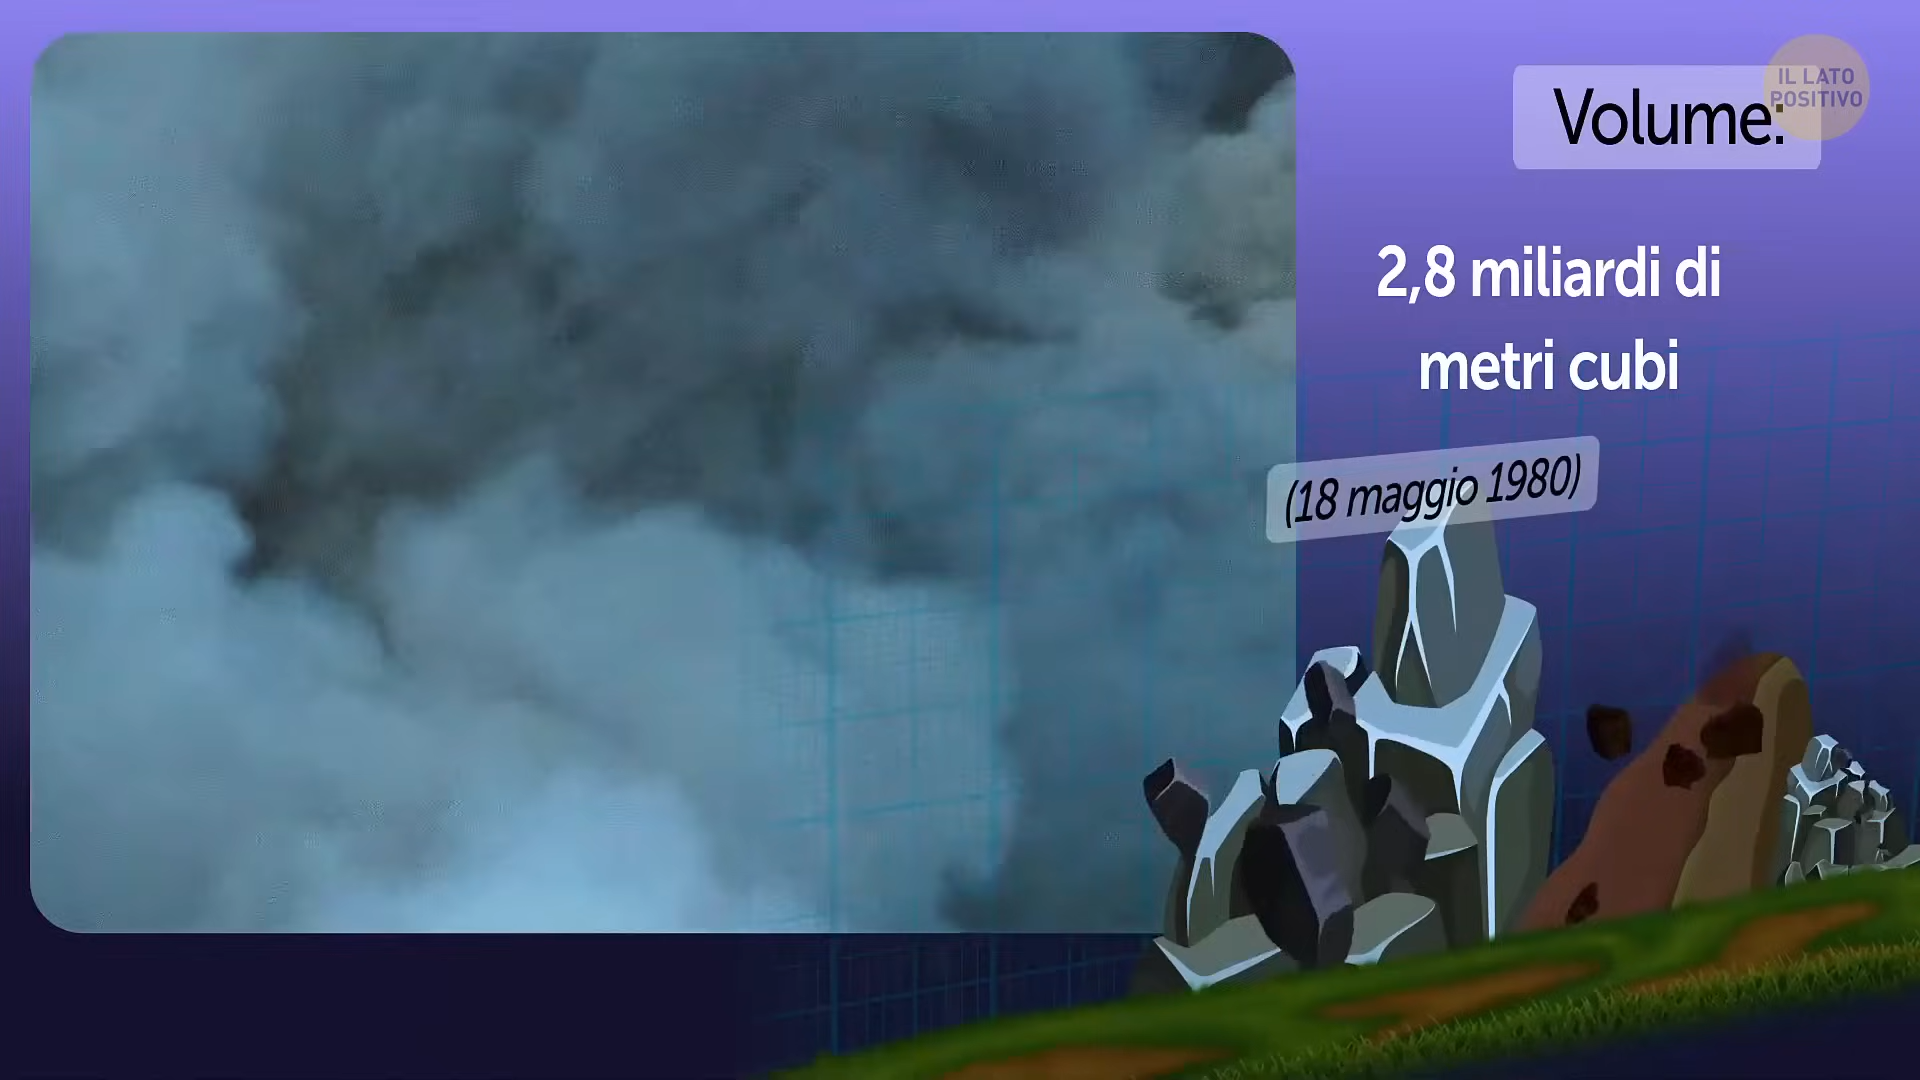 IL LATO
POSITIVO
Volume:
2,8 miliardi di
metri cubi
(18 maggio 1980)